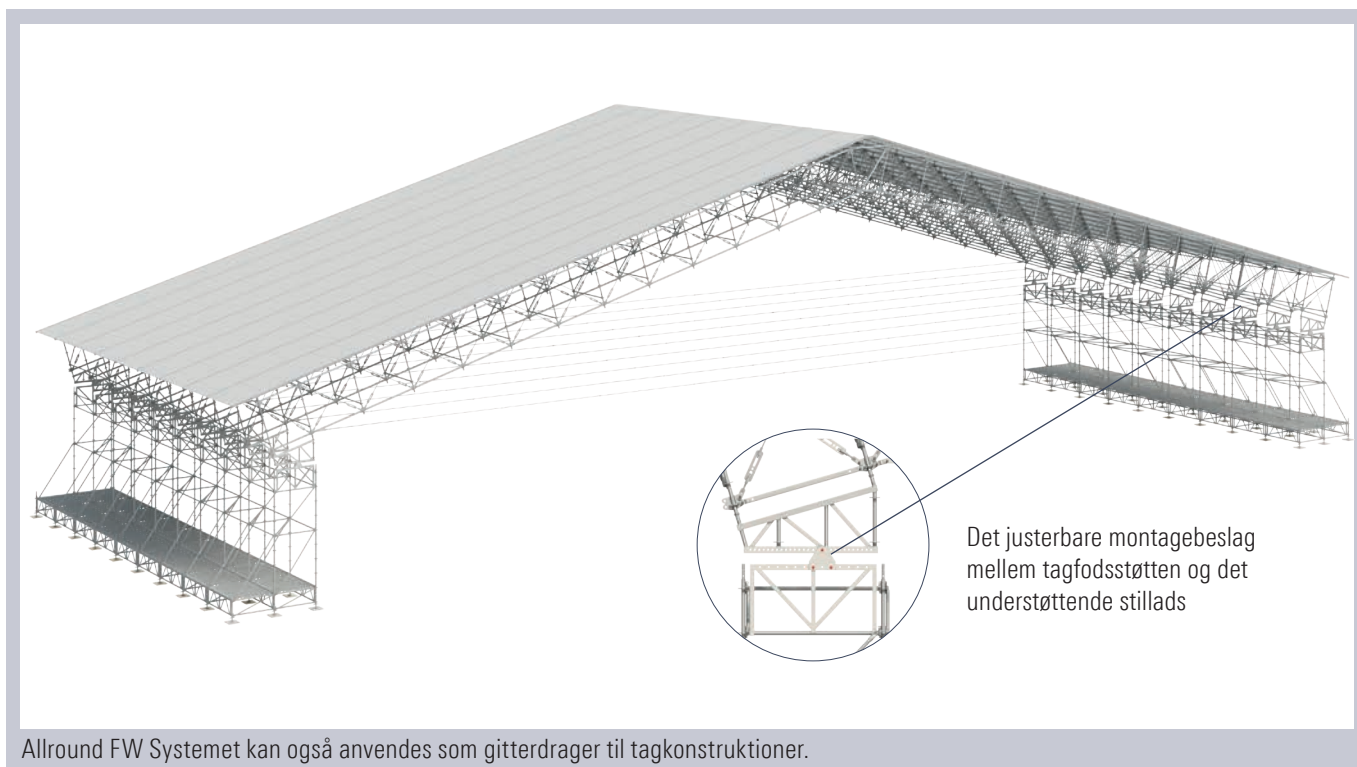 Det justerbare montagebeslag
mellem tagfodsstøtten og det
understøttende stillads
Allround FW Systemet kan også anvendes som gitterdrager til tagkonstruktioner.